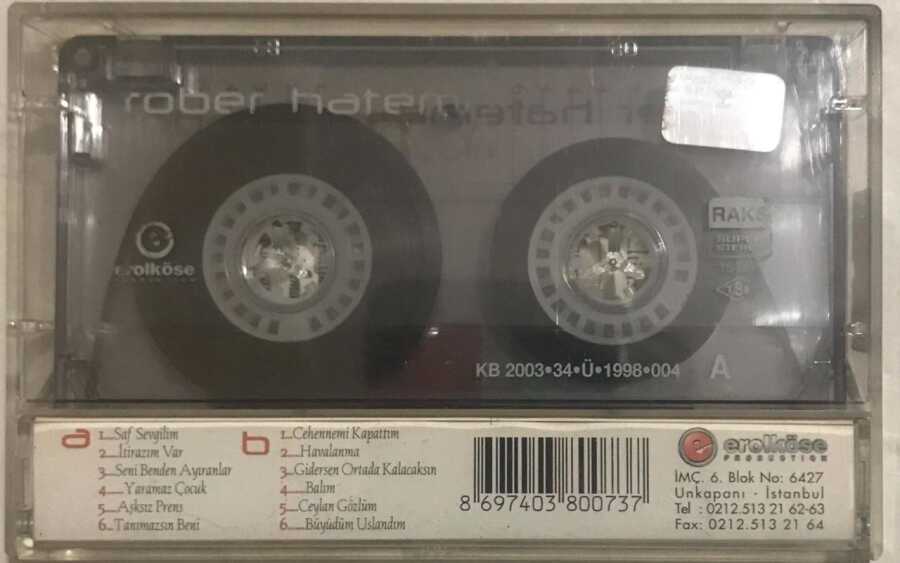 rober hatem
erolköse
PRODUCTION
RAKS
KB 2003•34•Ü•1998•004
A
a
1...Saf Sevgilim
2...İtirazım Var
3...Seni Benden Ayıranlar
4...Yaramaz Çocuk
5...Aşksız Prens
6...Tanımazsın Beni
b
1...Cehennemi Kapattım
2...Havalanma
3...Gidersen Ortada Kalacaksın
4...Balım
5...Ceylan Gözlüm
6...Büyüdüm Uslandım
8 697403 800737
erolköse
PRODUCTION
İMÇ. 6. Blok No: 6427
Unkapanı - İstanbul
Tel : 0212.513 21 62-63
Fax: 0212.513 21 64